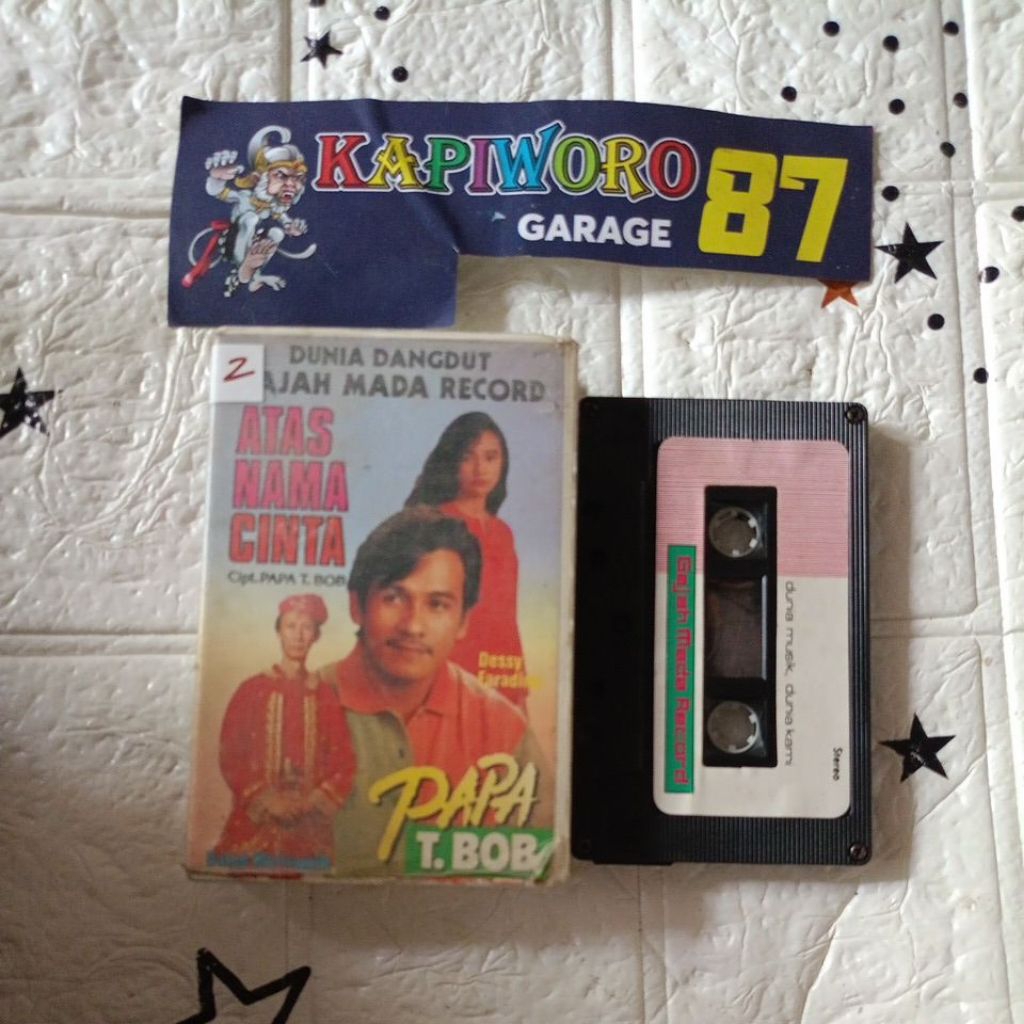 KAPIWORO 87
GARAGE
2
DUNIA DANGDUT
AJAH MADA RECORD
ATAS
NAMA
CINTA
Cipt. PAPA T. BOB
Dessy
PAPA
T. BOB
Gajah Mada Record
dunia musik, dunia kami
Stereo